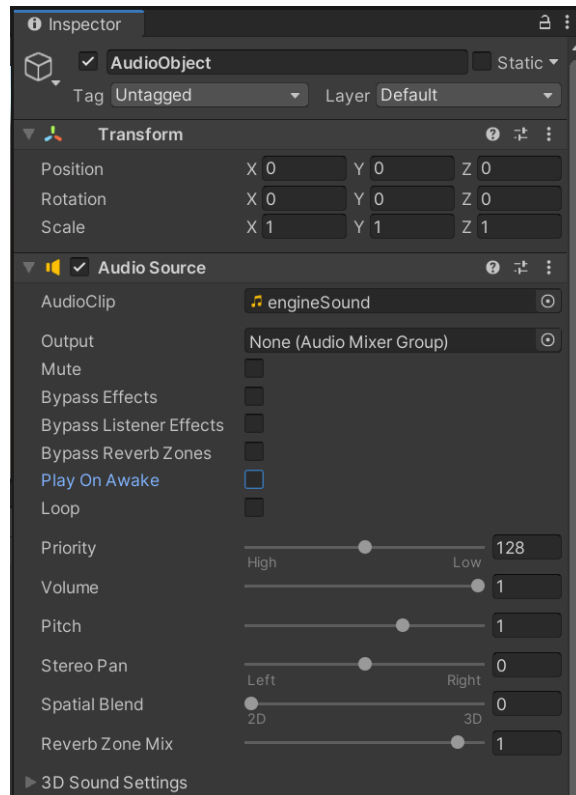 Inspector
AudioObject Static
Tag Untagged Layer Default
Transform
Position X 0 Y 0 Z 0
Rotation X 0 Y 0 Z 0
Scale X 1 Y 1 Z 1
Audio Source
AudioClip engineSound
Output None (Audio Mixer Group)
Mute
Bypass Effects
Bypass Listener Effects
Bypass Reverb Zones
Play On Awake
Loop
Priority 128
High Low
Volume 1
Pitch 1
Stereo Pan 0
Left Right
Spatial Blend 0
2D 3D
Reverb Zone Mix 1
3D Sound Settings